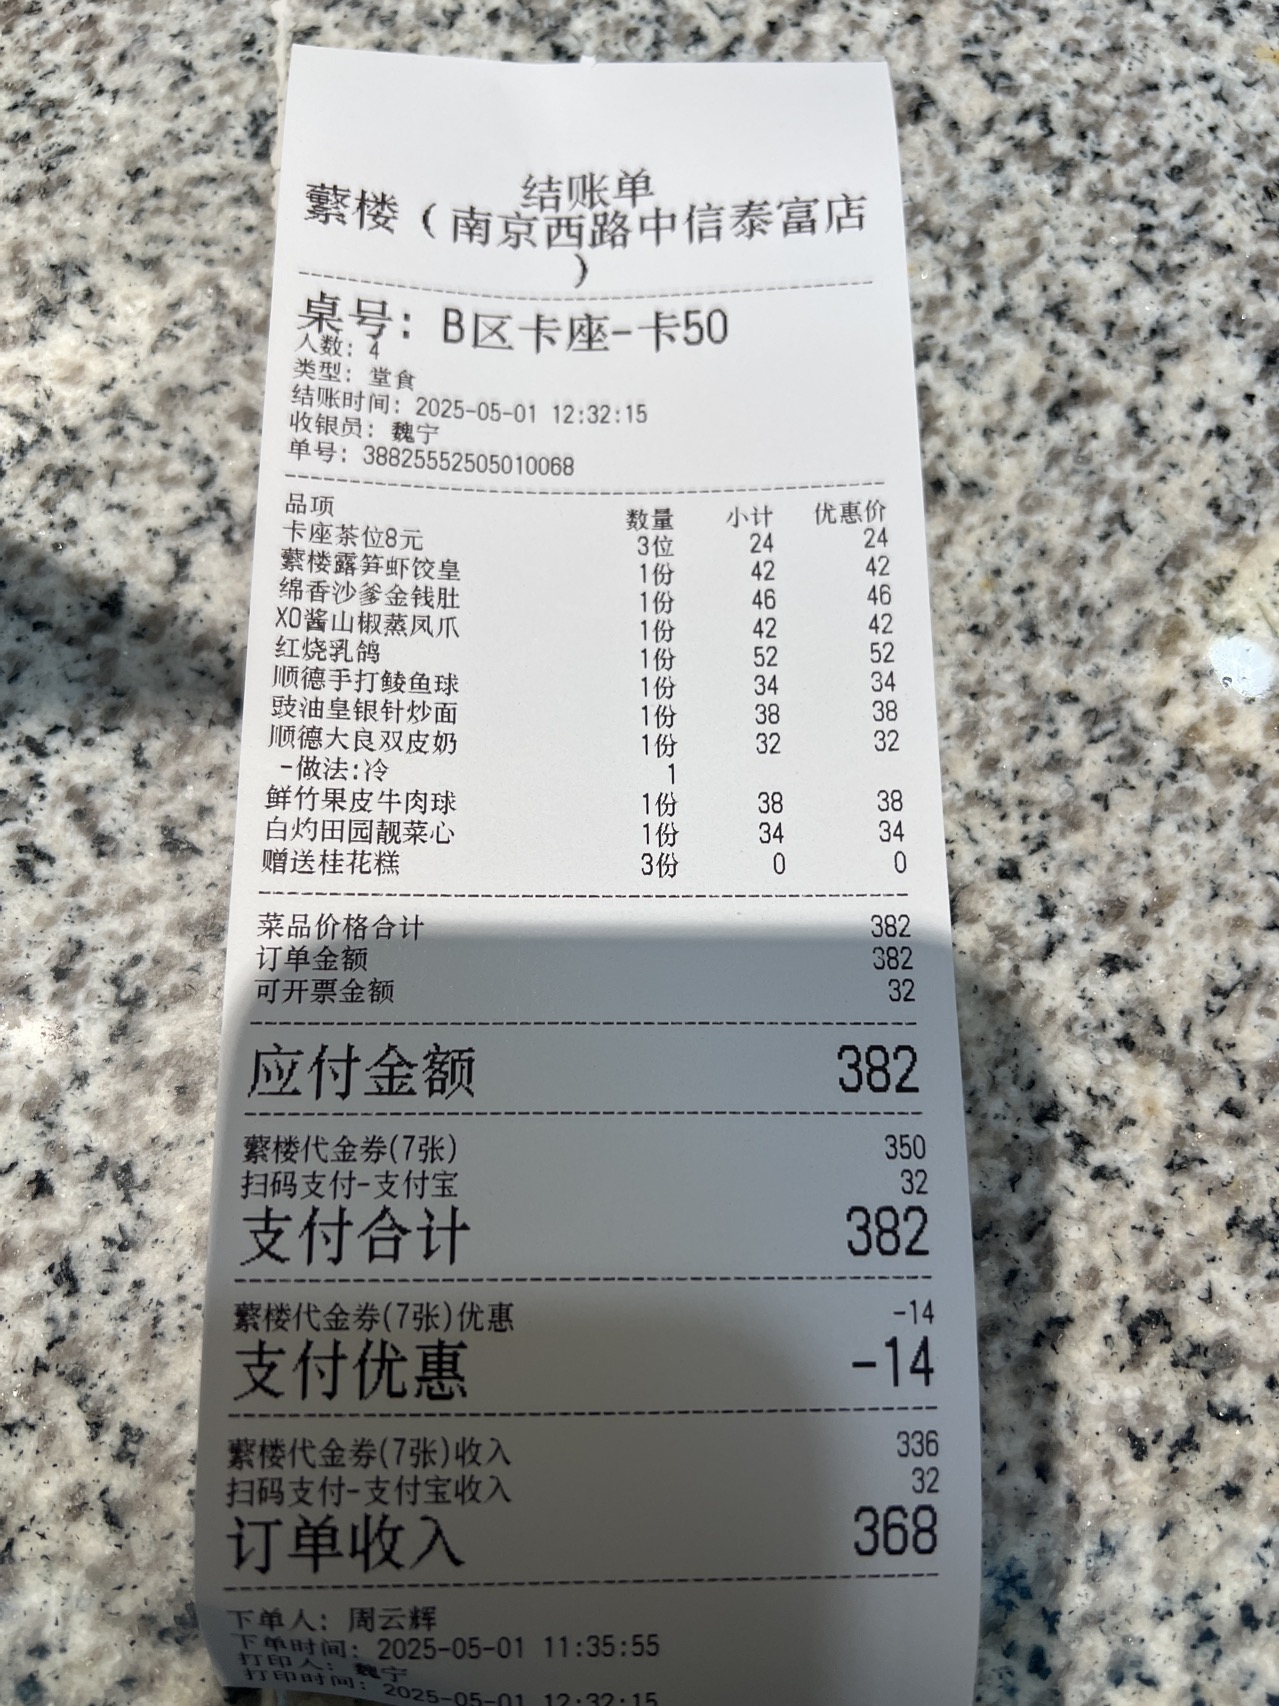 结账单
蘩楼（南京西路中信泰富店
）
桌号: B区卡座-卡50
人数: 4
类型: 堂食
结账时间: 2025-05-01 12:32:15
收银员: 魏宁
单号: 38825552505010068
品项 数量 小计 优惠价
卡座茶位8元 3位 24 24
蘩楼露笋虾饺皇 1份 42 42
绵香沙爹金钱肚 1份 46 46
XO酱山椒蒸凤爪 1份 42 42
红烧乳鸽 1份 52 52
顺德手打鲮鱼球 1份 34 34
豉油皇银针炒面 1份 38 38
顺德大良双皮奶 1份 32 32
-做法:冷 1
鲜竹果皮牛肉球 1份 38 38
白灼田园靓菜心 1份 34 34
赠送桂花糕 3份 0 0
菜品价格合计 382
订单金额 382
可开票金额 32
应付金额 382
蘩楼代金券(7张) 350
扫码支付-支付宝 32
支付合计 382
蘩楼代金券(7张)优惠 -14
支付优惠 -14
蘩楼代金券(7张)收入 336
扫码支付-支付宝收入 32
订单收入 368
下单人: 周云辉
下单时间: 2025-05-01 11:35:55
打印人: 魏宁
打印时间: 2025-05-01 12:32:15